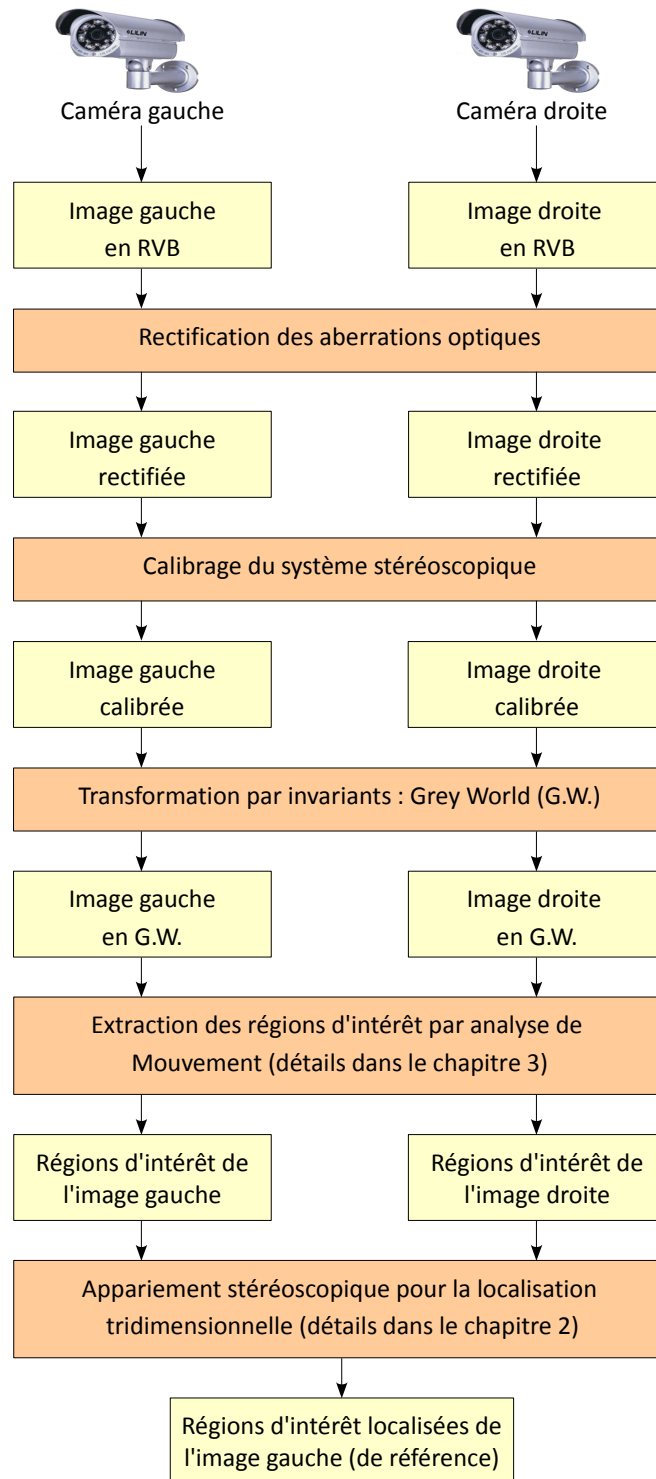 LILIN
LILIN
Caméra gauche
Caméra droite
Image gauche
en RVB
Image droite
en RVB
Rectification des aberrations optiques
Image gauche
rectifiée
Image droite
rectifiée
Calibrage du système stéréoscopique
Image gauche
calibrée
Image droite
calibrée
Transformation par invariants : Grey World (G.W.)
Image gauche
en G.W.
Image droite
en G.W.
Extraction des régions d'intérêt par analyse de
Mouvement (détails dans le chapitre 3)
Régions d'intérêt de
l'image gauche
Régions d'intérêt de
l'image droite
Appariement stéréoscopique pour la localisation
tridimensionnelle (détails dans le chapitre 2)
Régions d'intérêt localisées de
l'image gauche (de référence)